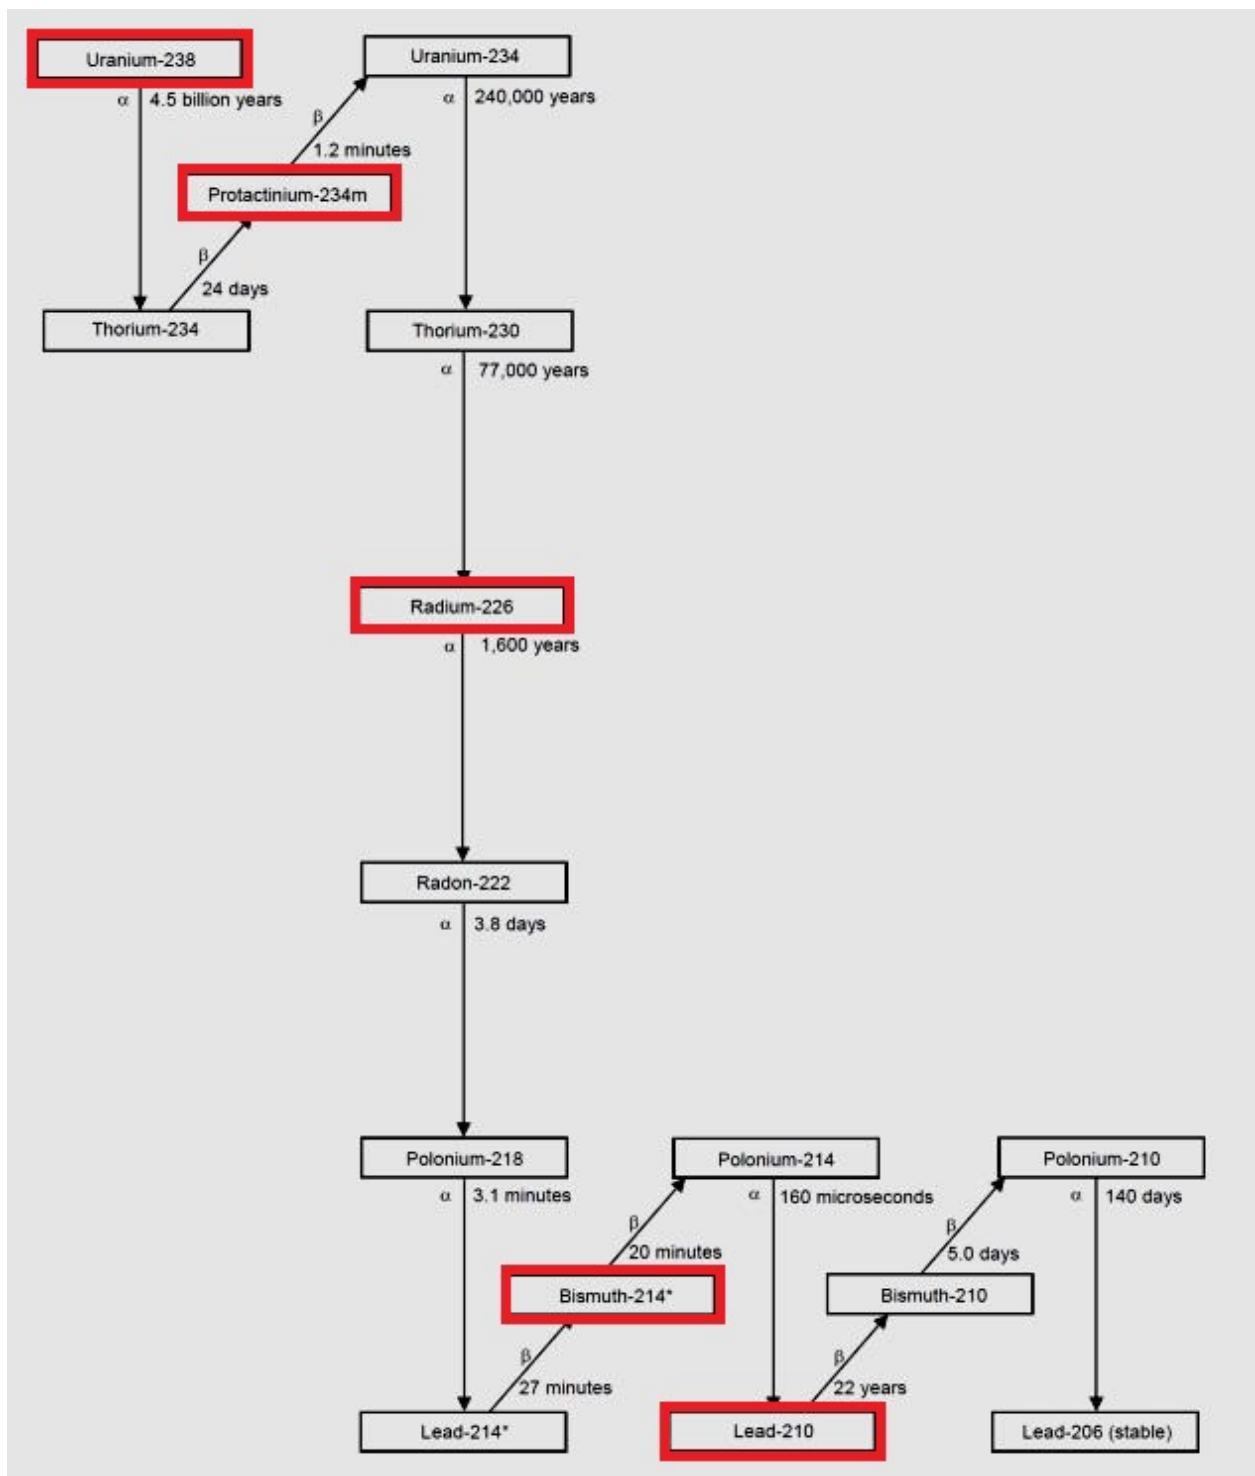 Uranium-238
Uranium-234
α 4.5 billion years
α 240,000 years
β
1.2 minutes
Protactinium-234m
β
24 days
Thorium-234
Thorium-230
α 77,000 years
Radium-226
α 1,600 years
Radon-222
α 3.8 days
Polonium-218
Polonium-214
Polonium-210
α 3.1 minutes
α 160 microseconds
α 140 days
β
20 minutes
β
5.0 days
Bismuth-214*
Bismuth-210
β
27 minutes
β
22 years
Lead-214*
Lead-210
Lead-206 (stable)